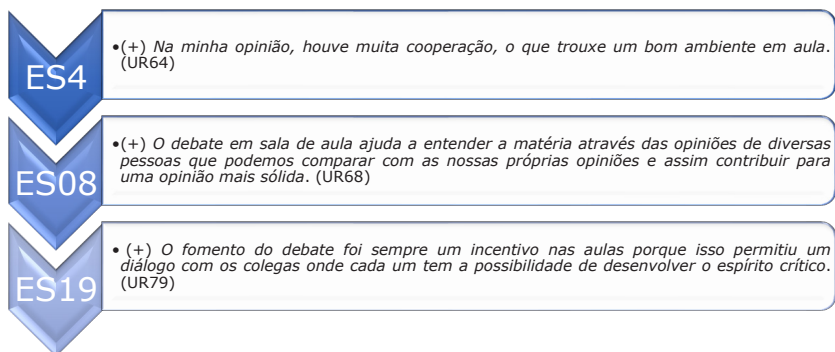 ES4
•(+) Na minha opinião, houve muita cooperação, o que trouxe um bom ambiente em aula.
(UR64)
ES08
•(+) O debate em sala de aula ajuda a entender a matéria através das opiniões de diversas
pessoas que podemos comparar com as nossas próprias opiniões e assim contribuir para
uma opinião mais sólida. (UR68)
ES19
• (+) O fomento do debate foi sempre um incentivo nas aulas porque isso permitiu um
diálogo com os colegas onde cada um tem a possibilidade de desenvolver o espírito crítico.
(UR79)